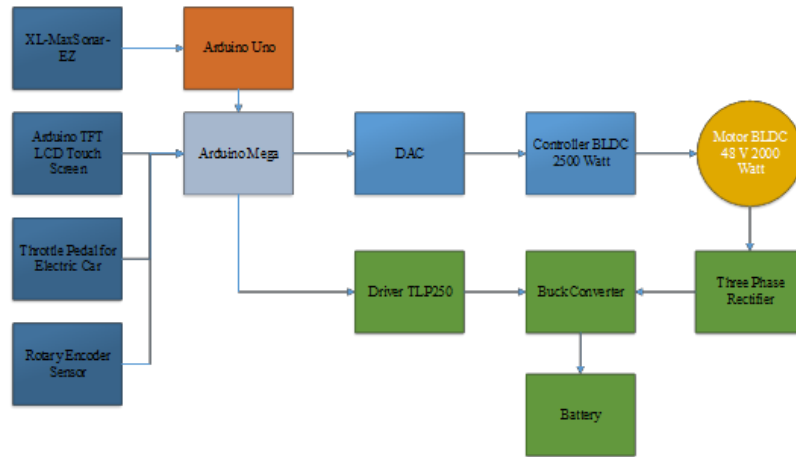 XL-MaxSonar-
EZ
Arduino Uno
Arduino TFT
LCD Touch
Screen
Arduino Mega
DAC
Controller BLDC
2500 Watt
Motor BLDC
48 V 2000
Watt
Throttle Pedal for
Electric Car
Driver TLP250
Buck Converter
Three Phase
Rectifier
Rotary Encoder
Sensor
Battery